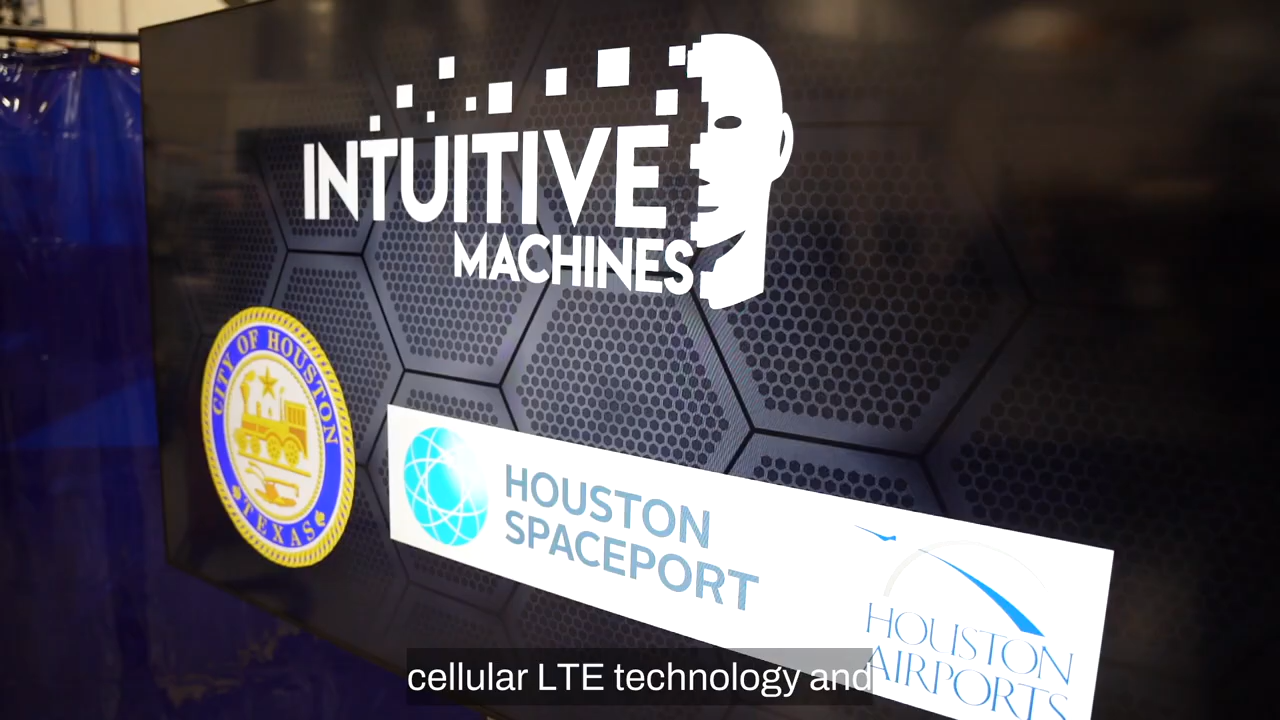 INTUITIVE
MACHINES
CITY OF HOUSTON
TEXAS
HOUSTON
SPACEPORT
HOUSTON
AIRPORTS
cellular LTE technology and